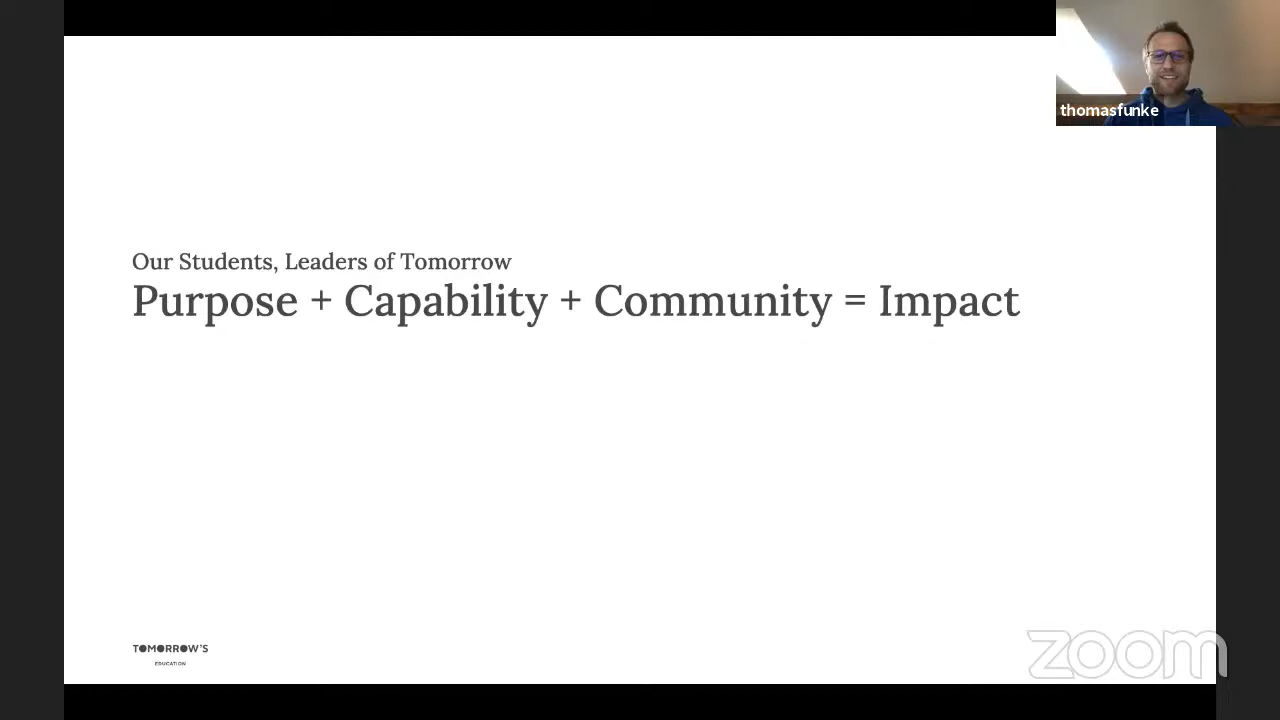 thomasfunke
Our Students, Leaders of Tomorrow
Purpose + Capability + Community = Impact
TOMORROW'S
EDUCATION
zoom